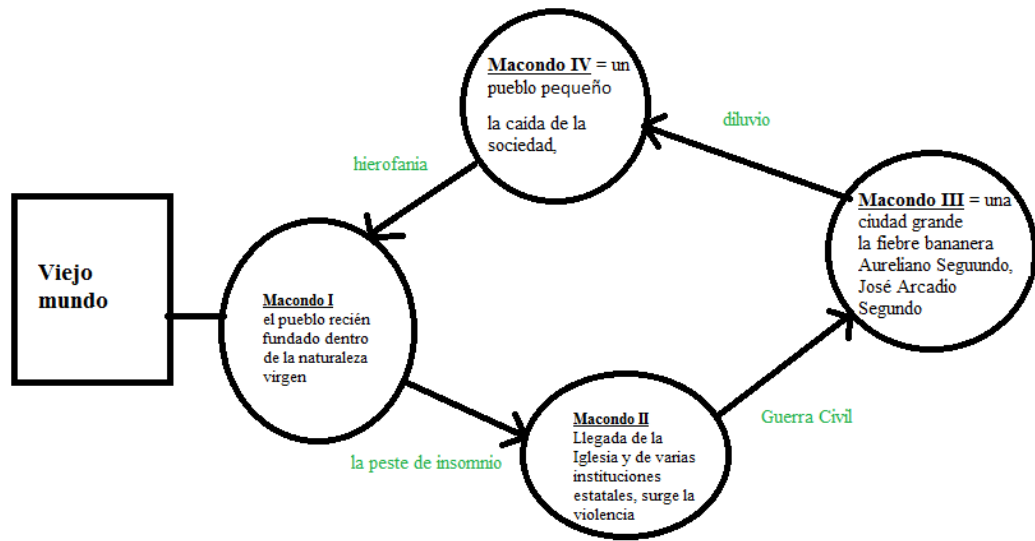 Viejo
mundo
Macondo I
el pueblo recién
fundado dentro
de la naturaleza
virgen
la peste de insomnio
Macondo II
Llegada de la
Iglesia y de varias
instituciones
estatales, surge la
violencia
Guerra Civil
Macondo III = una
ciudad grande
la fiebre bananera
Aureliano Seguundo,
José Arcadio
Segundo
diluvio
Macondo IV = un
pueblo pequeño
la caida de la
sociedad,
hierofania